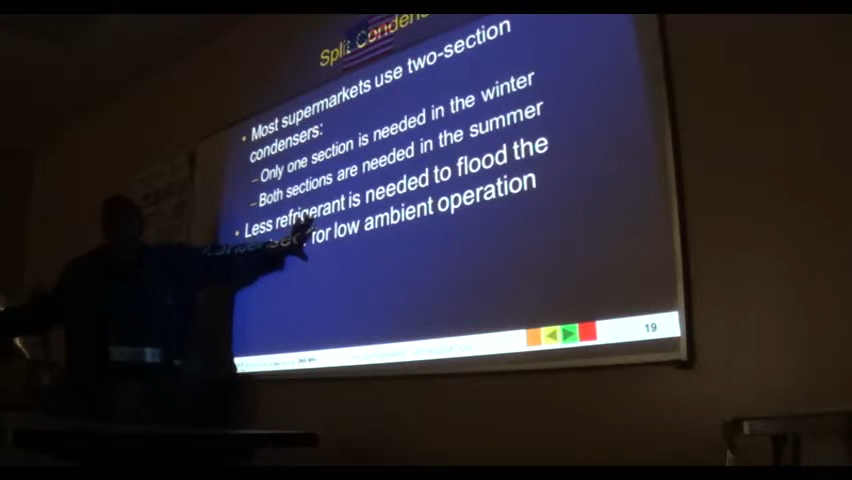 Split
• Most supermarkets use two-section
condensers:
– Only one section is needed in the winter
– Both sections are needed in the summer
• Less refrigerant is needed to flood the
for low ambient operation
19